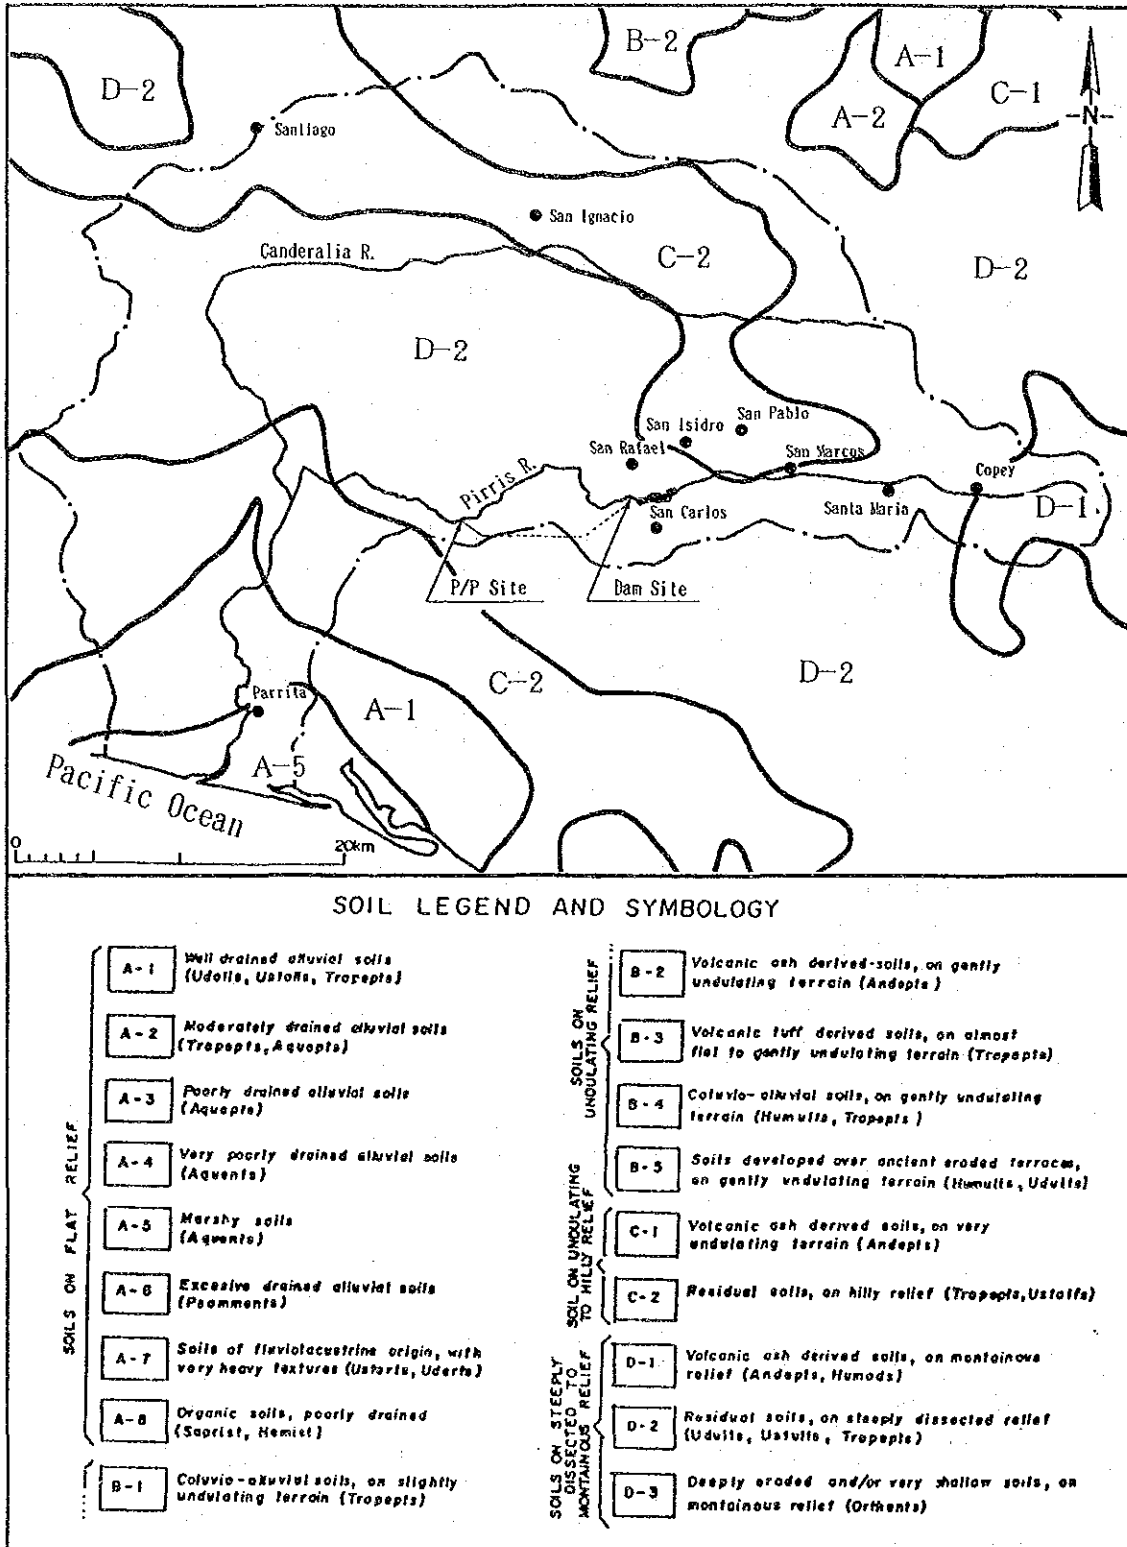 B-2
A-1
D-2
C-1
A-2
-N-
Santiago
San Ignacio
Canderalia R.
C-2
D-2
D-2
San Pablo
San Isidro
San Rafael
San Marcos
Copey
Pirris R.
San Carlos
Santa Maria
D-1
P/P Site
Dam Site
D-2
C-2
Parrita
A-1
A-5
Pacific Ocean
0
20km
SOIL LEGEND AND SYMBOLOGY
SOILS ON FLAT RELIEF
A-1
Well drained alluvial soils
(Udolls, Ustolls, Tropepts)
A-2
Moderately drained alluvial soils
(Tropepts, Aquepts)
A-3
Poorly drained alluvial soils
(Aquepts)
A-4
Very poorly drained alluvial soils
(Aquents)
A-5
Marshy soils
(Aquents)
A-6
Excesive drained alluvial soils
(Psamments)
A-7
Soils of fluviolacustrine origin, with
very heavy textures (Usterts, Uderts)
A-8
Organic soils, poorly drained
(Saprist, Hemist)
B-1
Coluvio-alluvial soils, on slightly
undulating terrain (Tropepts)
SOILS ON
UNDULATING RELIEF
B-2
Volcanic ash derived-soils, on gently
undulating terrain (Andepts)
B-3
Volcanic tuff derived soils, on almost
flat to gently undulating terrain (Tropepts)
B-4
Coluvio-alluvial soils, on gently undulating
terrain (Humults, Tropepts)
B-5
Soils developed over ancient eroded terraces,
on gently undulating terrain (Humults, Udults)
SOIL ON UNDULATING
TO HILLY RELIEF
C-1
Volcanic ash derived soils, on very
undulating terrain (Andepts)
C-2
Residual soils, on hilly relief (Tropepts, Ustalfs)
SOILS ON STEEPLY
DISSECTED TO
MONTAINOUS RELIEF
D-1
Volcanic ash derived soils, on montainous
relief (Andepts, Humods)
D-2
Residual soils, on steeply dissected relief
(Udults, Ustults, Tropepts)
D-3
Deeply eroded and/or very shallow soils, on
montainous relief (Orthents)